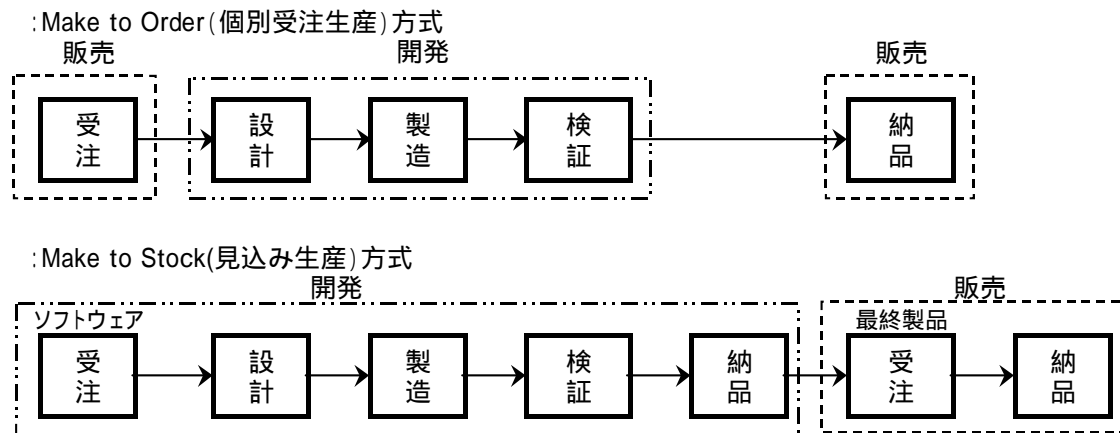 :Make to Order(個別受注生産)方式
販売
開発
販売
受注
設計
製造
検証
納品
:Make to Stock(見込み生産)方式
開発
販売
ソフトウェア
最終製品
受注
設計
製造
検証
納品
受注
納品